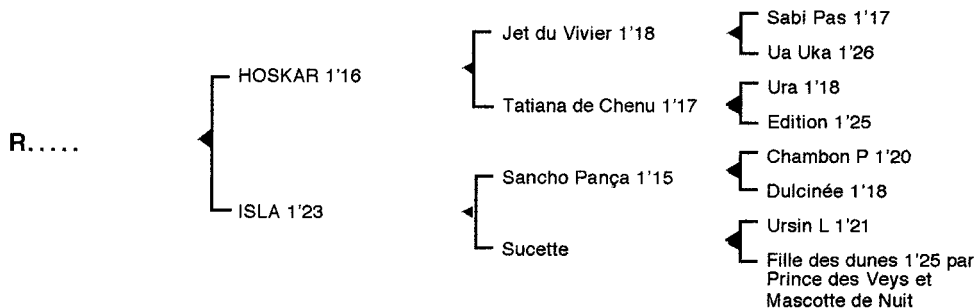 R.....
HOSKAR 1'16
ISLA 1'23
Jet du Vivier 1'18
Tatiana de Chenu 1'17
Sancho Pança 1'15
Sucette
Sabi Pas 1'17
Ua Uka 1'26
Ura 1'18
Edition 1'25
Chambon P 1'20
Dulcinée 1'18
Ursin L 1'21
Fille des dunes 1'25 par
Prince des Veys et
Mascotte de Nuit